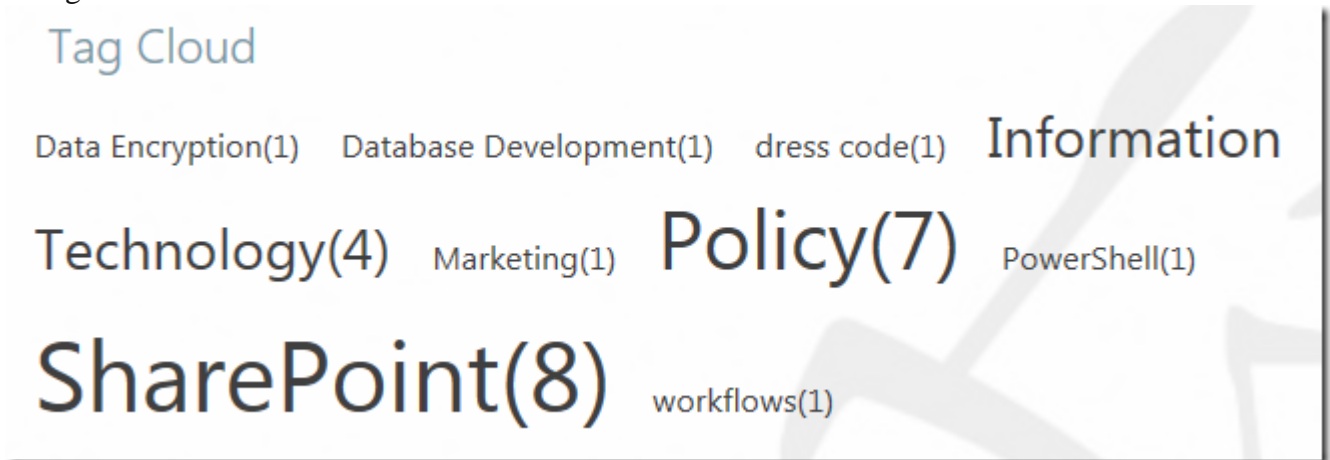 Tag Cloud
Data Encryption(1) Database Development(1) dress code(1) Information
Technology(4) Marketing(1) Policy(7) PowerShell(1)
SharePoint(8) workflows(1)